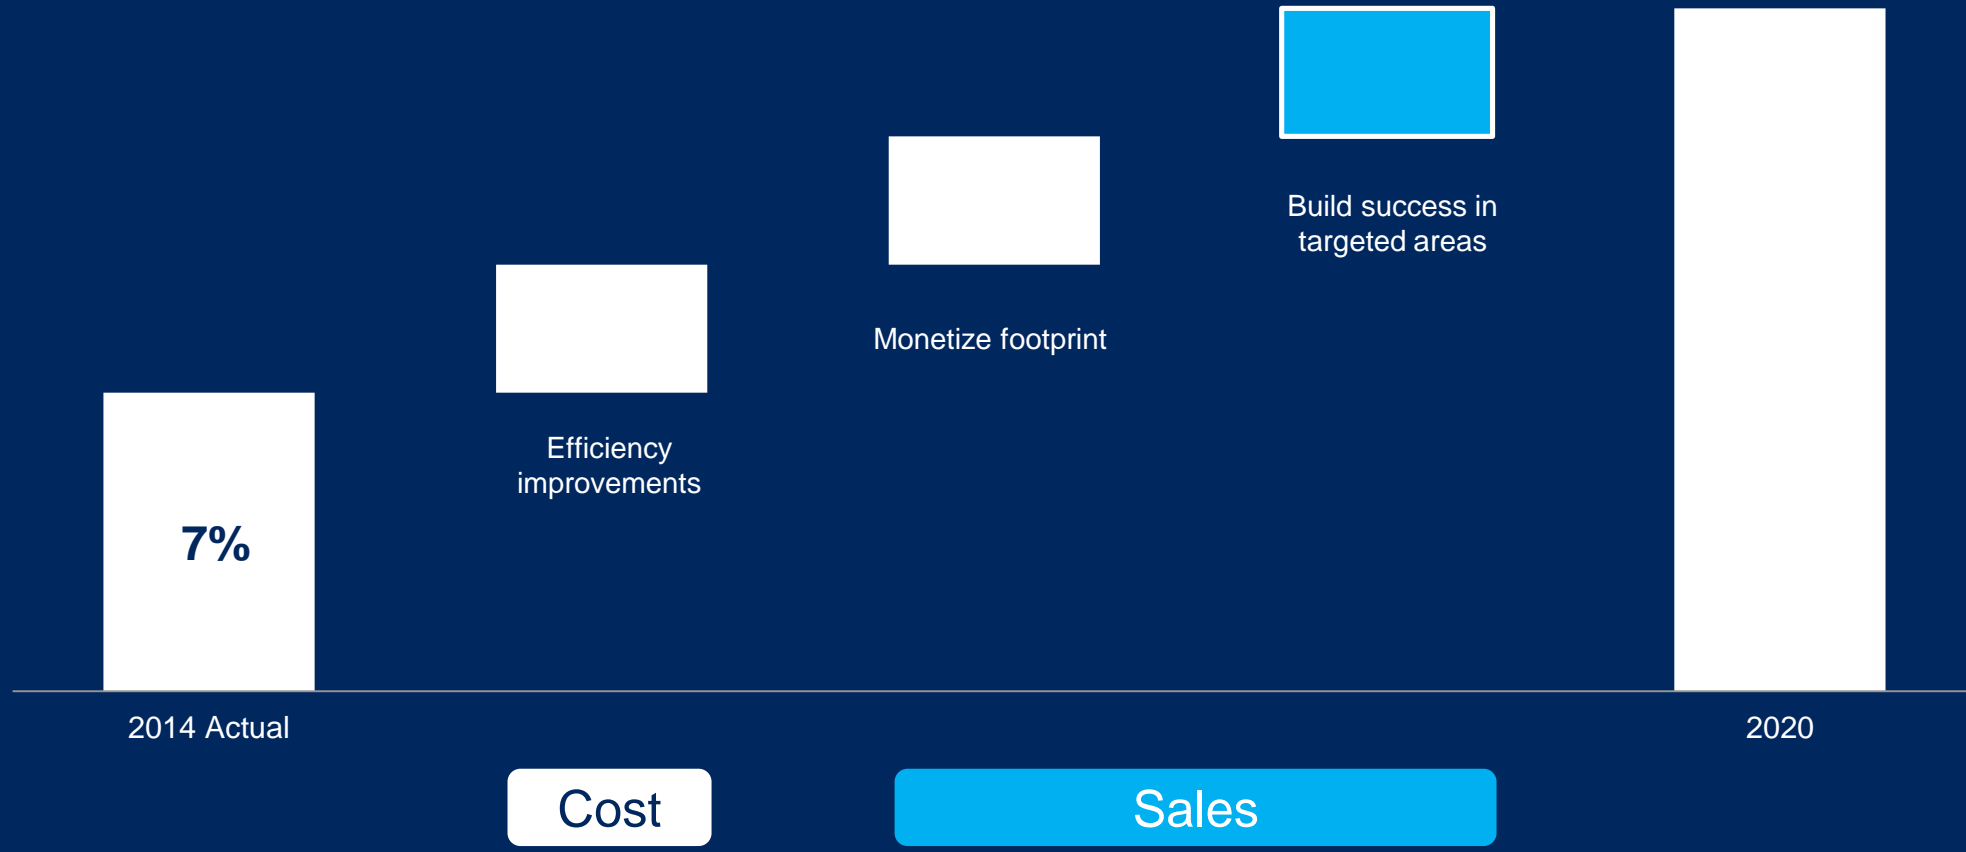 Build success in
targeted areas
Monetize footprint
Efficiency
improvements
7%
2014 Actual
2020
Cost
Sales